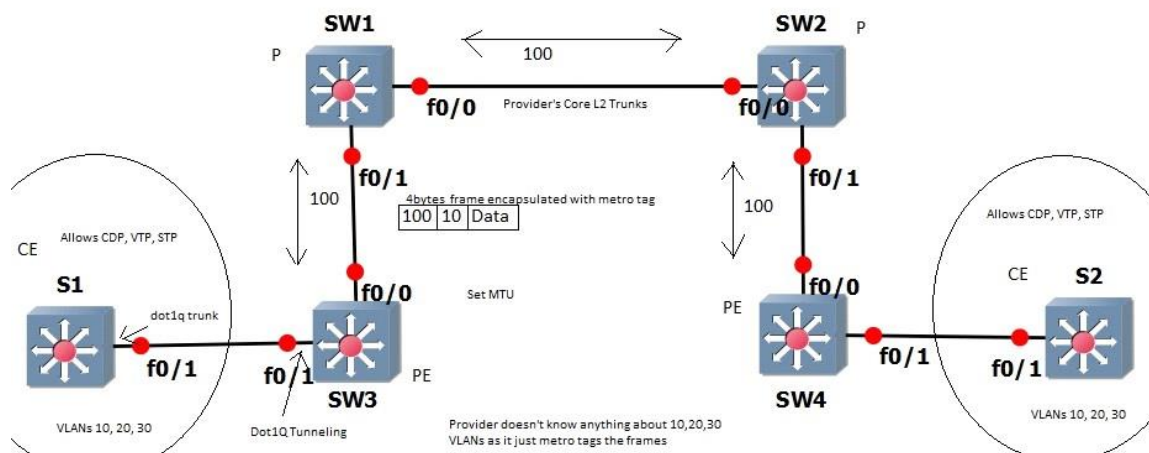 SW1
SW2
P
P
100
f0/0
f0/0
Provider's Core L2 Trunks
f0/1
f0/1
100
100
4bytes frame encapsulated with metro tag
100 10 Data
Allows CDP, VTP, STP
Allows CDP, VTP, STP
CE
CE
S1
S2
f0/0
f0/0
Set MTU
PE
dot1q trunk
f0/1
f0/1
PE
SW3
f0/1
f0/1
SW4
Dot1Q Tunneling
VLANs 10, 20, 30
VLANs 10, 20, 30
Provider doesn't know anything about 10,20,30
VLANs as it just metro tags the frames